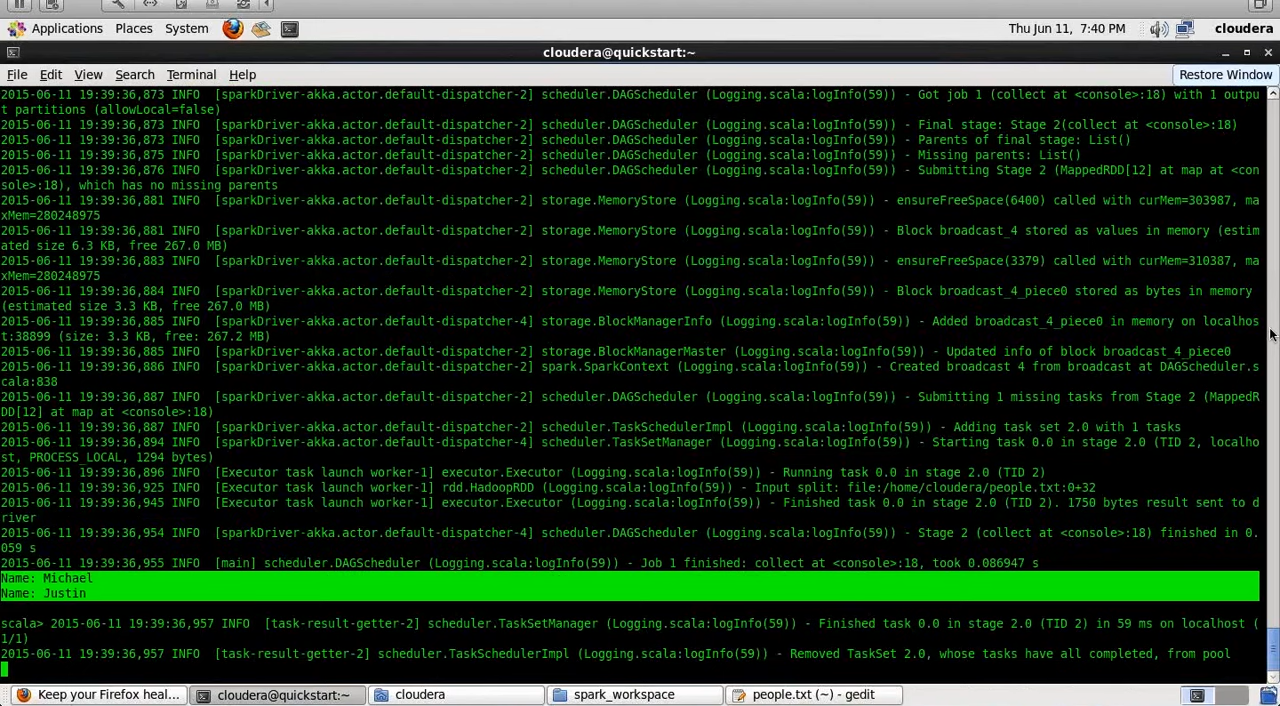 Applications Places System Thu Jun 11, 7:40 PM cloudera
cloudera@quickstart:~
File Edit View Search Terminal Help Restore Window
2015-06-11 19:39:36,873 INFO  [sparkDriver-akka.actor.default-dispatcher-2] scheduler.DAGScheduler (Logging.scala:logInfo(59)) - Got job 1 (collect at <console>:18) with 1 outpu
t partitions (allowLocal=false)
2015-06-11 19:39:36,873 INFO  [sparkDriver-akka.actor.default-dispatcher-2] scheduler.DAGScheduler (Logging.scala:logInfo(59)) - Final stage: Stage 2(collect at <console>:18)
2015-06-11 19:39:36,873 INFO  [sparkDriver-akka.actor.default-dispatcher-2] scheduler.DAGScheduler (Logging.scala:logInfo(59)) - Parents of final stage: List()
2015-06-11 19:39:36,875 INFO  [sparkDriver-akka.actor.default-dispatcher-2] scheduler.DAGScheduler (Logging.scala:logInfo(59)) - Missing parents: List()
2015-06-11 19:39:36,876 INFO  [sparkDriver-akka.actor.default-dispatcher-2] scheduler.DAGScheduler (Logging.scala:logInfo(59)) - Submitting Stage 2 (MappedRDD[12] at map at <con
sole>:18), which has no missing parents
2015-06-11 19:39:36,881 INFO  [sparkDriver-akka.actor.default-dispatcher-2] storage.MemoryStore (Logging.scala:logInfo(59)) - ensureFreeSpace(6400) called with curMem=303987, ma
xMem=280248975
2015-06-11 19:39:36,881 INFO  [sparkDriver-akka.actor.default-dispatcher-2] storage.MemoryStore (Logging.scala:logInfo(59)) - Block broadcast_4 stored as values in memory (estim
ated size 6.3 KB, free 267.0 MB)
2015-06-11 19:39:36,883 INFO  [sparkDriver-akka.actor.default-dispatcher-2] storage.MemoryStore (Logging.scala:logInfo(59)) - ensureFreeSpace(3379) called with curMem=310387, ma
xMem=280248975
2015-06-11 19:39:36,884 INFO  [sparkDriver-akka.actor.default-dispatcher-2] storage.MemoryStore (Logging.scala:logInfo(59)) - Block broadcast_4_piece0 stored as bytes in memory
(estimated size 3.3 KB, free 267.0 MB)
2015-06-11 19:39:36,885 INFO  [sparkDriver-akka.actor.default-dispatcher-4] storage.BlockManagerInfo (Logging.scala:logInfo(59)) - Added broadcast_4_piece0 in memory on localhos
t:38899 (size: 3.3 KB, free: 267.2 MB)
2015-06-11 19:39:36,885 INFO  [sparkDriver-akka.actor.default-dispatcher-2] storage.BlockManagerMaster (Logging.scala:logInfo(59)) - Updated info of block broadcast_4_piece0
2015-06-11 19:39:36,886 INFO  [sparkDriver-akka.actor.default-dispatcher-2] spark.SparkContext (Logging.scala:logInfo(59)) - Created broadcast 4 from broadcast at DAGScheduler.s
cala:838
2015-06-11 19:39:36,887 INFO  [sparkDriver-akka.actor.default-dispatcher-2] scheduler.DAGScheduler (Logging.scala:logInfo(59)) - Submitting 1 missing tasks from Stage 2 (MappedR
DD[12] at map at <console>:18)
2015-06-11 19:39:36,887 INFO  [sparkDriver-akka.actor.default-dispatcher-2] scheduler.TaskSchedulerImpl (Logging.scala:logInfo(59)) - Adding task set 2.0 with 1 tasks
2015-06-11 19:39:36,894 INFO  [sparkDriver-akka.actor.default-dispatcher-4] scheduler.TaskSetManager (Logging.scala:logInfo(59)) - Starting task 0.0 in stage 2.0 (TID 2, localho
st, PROCESS_LOCAL, 1294 bytes)
2015-06-11 19:39:36,896 INFO  [Executor task launch worker-1] executor.Executor (Logging.scala:logInfo(59)) - Running task 0.0 in stage 2.0 (TID 2)
2015-06-11 19:39:36,925 INFO  [Executor task launch worker-1] rdd.HadoopRDD (Logging.scala:logInfo(59)) - Input split: file:/home/cloudera/people.txt:0+32
2015-06-11 19:39:36,945 INFO  [Executor task launch worker-1] executor.Executor (Logging.scala:logInfo(59)) - Finished task 0.0 in stage 2.0 (TID 2). 1750 bytes result sent to d
river
2015-06-11 19:39:36,954 INFO  [sparkDriver-akka.actor.default-dispatcher-4] scheduler.DAGScheduler (Logging.scala:logInfo(59)) - Stage 2 (collect at <console>:18) finished in 0.
059 s
2015-06-11 19:39:36,955 INFO  [main] scheduler.DAGScheduler (Logging.scala:logInfo(59)) - Job 1 finished: collect at <console>:18, took 0.086947 s
Name: Michael
Name: Justin
scala> 2015-06-11 19:39:36,957 INFO  [task-result-getter-2] scheduler.TaskSetManager (Logging.scala:logInfo(59)) - Finished task 0.0 in stage 2.0 (TID 2) in 59 ms on localhost (
1/1)
2015-06-11 19:39:36,957 INFO  [task-result-getter-2] scheduler.TaskSchedulerImpl (Logging.scala:logInfo(59)) - Removed TaskSet 2.0, whose tasks have all completed, from pool
Keep your Firefox heal... cloudera@quickstart:~ cloudera spark_workspace people.txt (~) - gedit